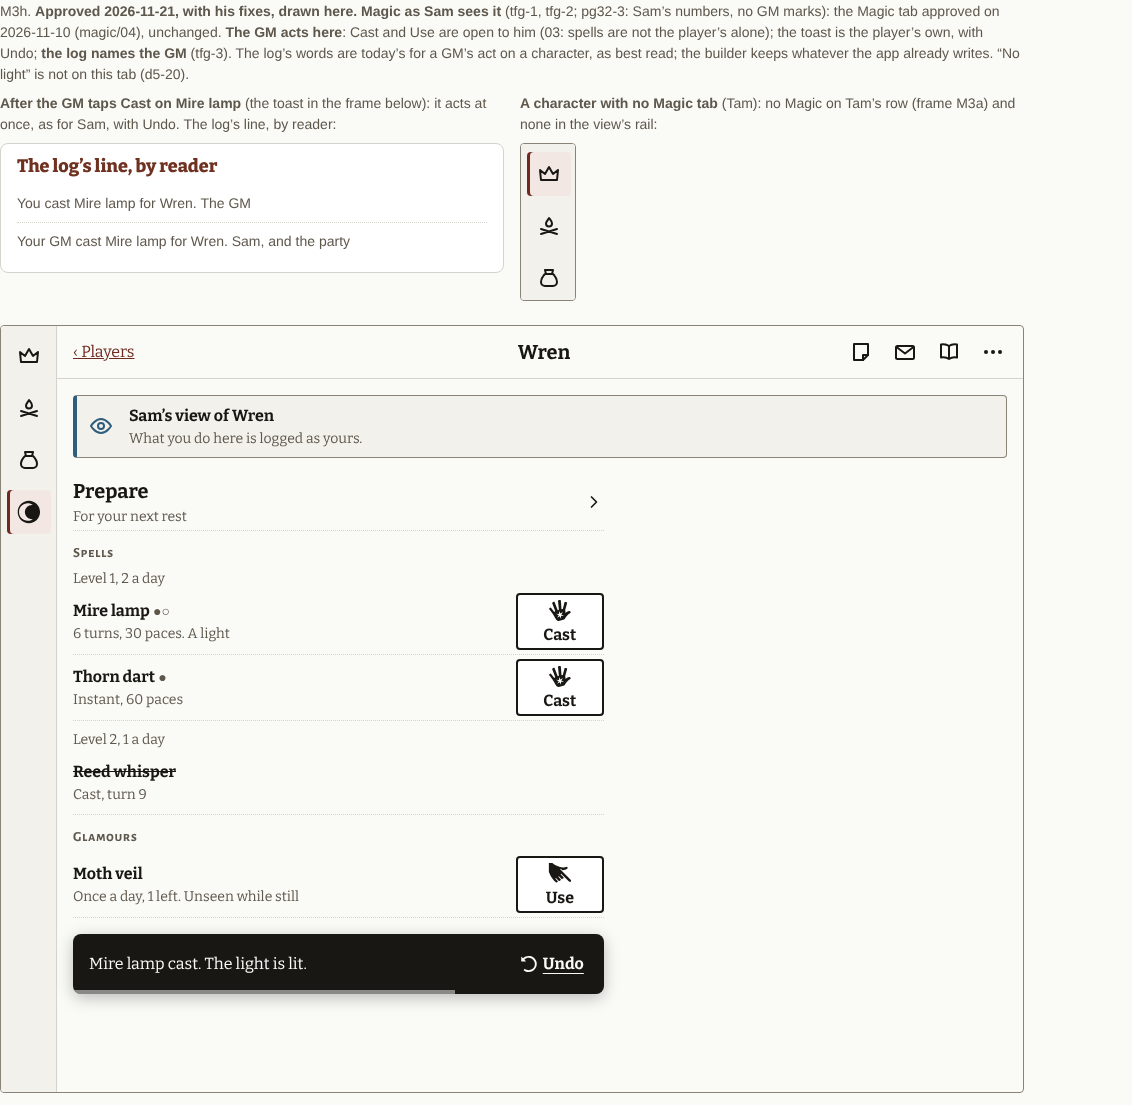 M3h. Approved 2026-11-21, with his fixes, drawn here. Magic as Sam sees it (tfg-1, tfg-2; pg32-3: Sam’s numbers, no GM marks): the Magic tab approved on
2026-11-10 (magic/04), unchanged. The GM acts here: Cast and Use are open to him (03: spells are not the player’s alone); the toast is the player’s own, with
Undo; the log names the GM (tfg-3). The log’s words are today’s for a GM’s act on a character, as best read; the builder keeps whatever the app already writes. “No
light” is not on this tab (d5-20).
After the GM taps Cast on Mire lamp (the toast in the frame below): it acts at
once, as for Sam, with Undo. The log’s line, by reader:
The log’s line, by reader
You cast Mire lamp for Wren. The GM
Your GM cast Mire lamp for Wren. Sam, and the party
A character with no Magic tab (Tam): no Magic on Tam’s row (frame M3a) and
none in the view’s rail:
‹ Players
Wren
Sam’s view of Wren
What you do here is logged as yours.
Prepare
For your next rest
Spells
Level 1, 2 a day
Mire lamp
6 turns, 30 paces. A light
Cast
Thorn dart
Instant, 60 paces
Cast
Level 2, 1 a day
Reed whisper
Cast, turn 9
Glamours
Moth veil
Once a day, 1 left. Unseen while still
Use
Mire lamp cast. The light is lit.
Undo